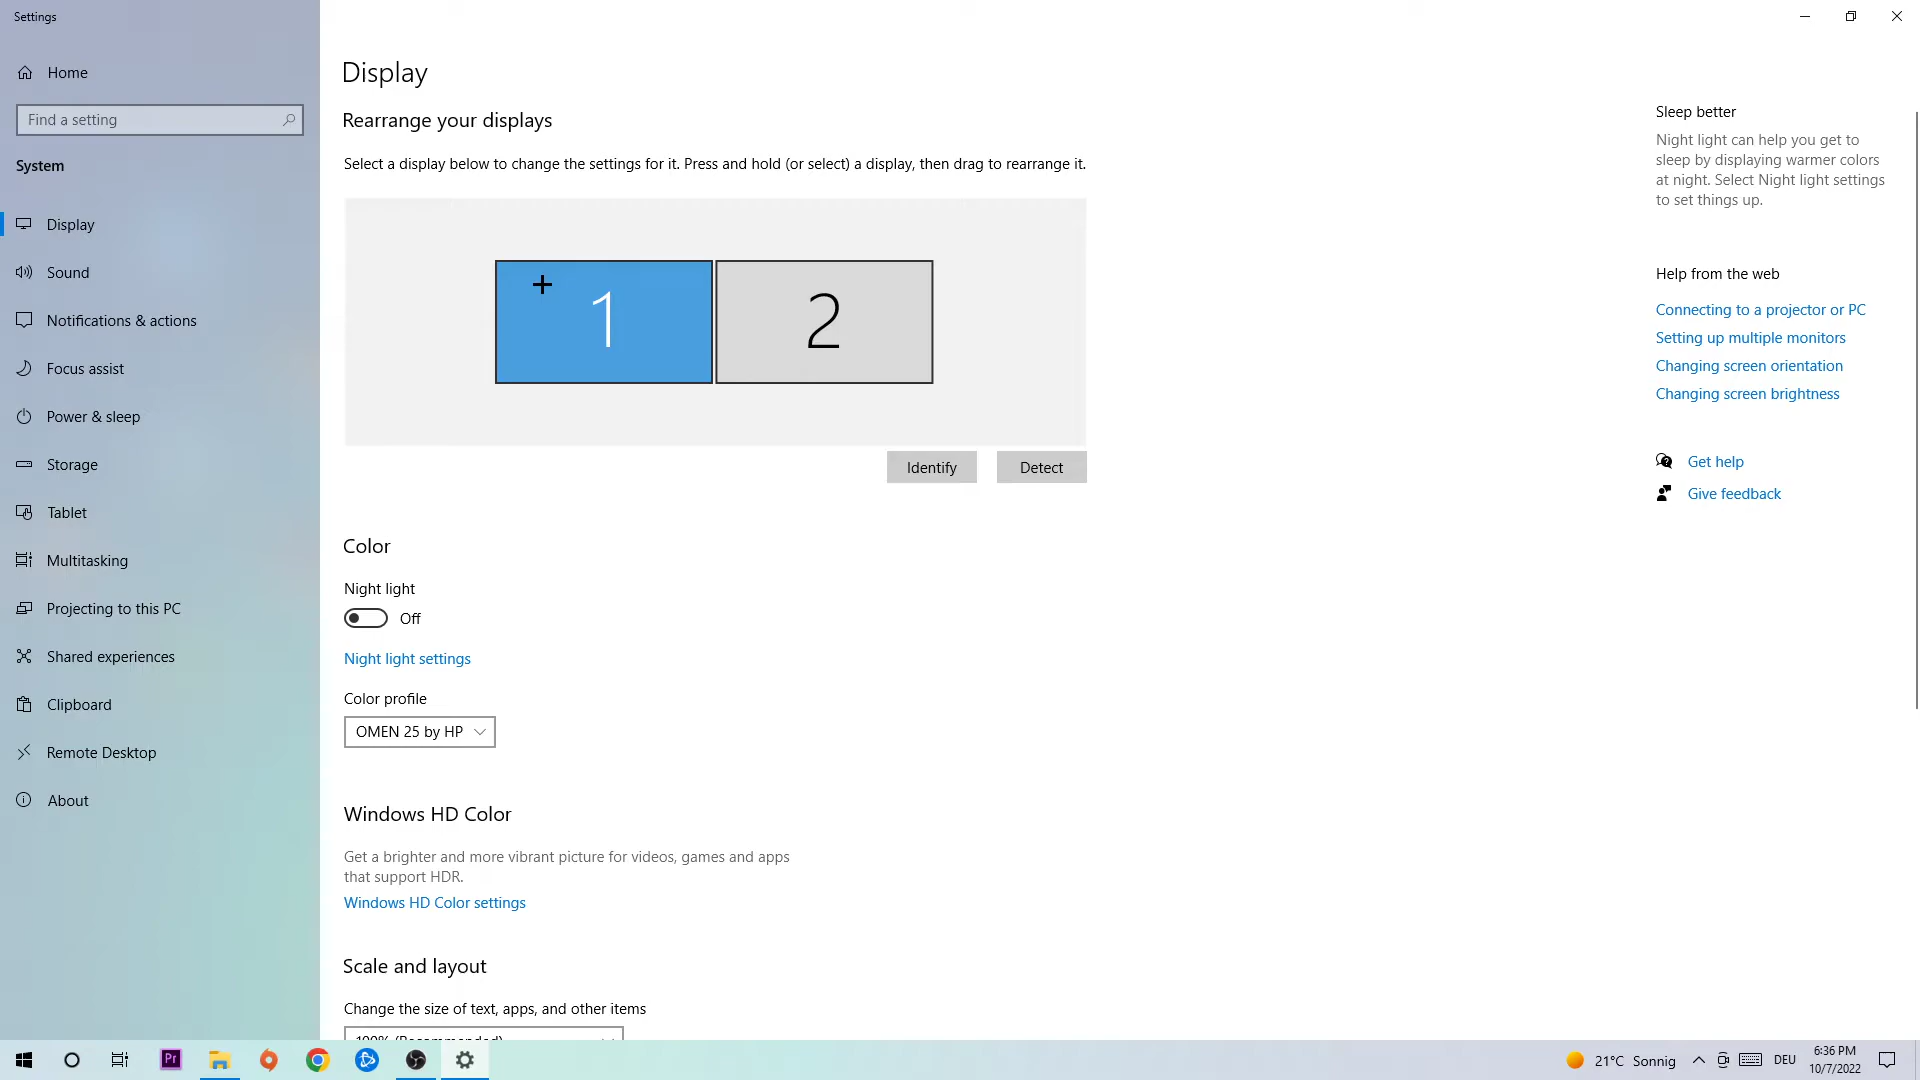 Settings
Home
Find a setting
System
Display
Sound
Notifications & actions
Focus assist
Power & sleep
Storage
Tablet
Multitasking
Projecting to this PC
Shared experiences
Clipboard
Remote Desktop
About
Display
Rearrange your displays
Select a display below to change the settings for it. Press and hold (or select) a display, then drag to rearrange it.
1
2
Identify
Detect
Color
Night light
Off
Night light settings
Color profile
OMEN 25 by HP
Windows HD Color
Get a brighter and more vibrant picture for videos, games and apps
that support HDR.
Windows HD Color settings
Scale and layout
Change the size of text, apps, and other items
100% (Recommended)
Sleep better
Night light can help you get to
sleep by displaying warmer colors
at night. Select Night light settings
to set things up.
Help from the web
Connecting to a projector or PC
Setting up multiple monitors
Changing screen orientation
Changing screen brightness
Get help
Give feedback
Pr
21°C Sonnig
DEU
6:36 PM
10/7/2022